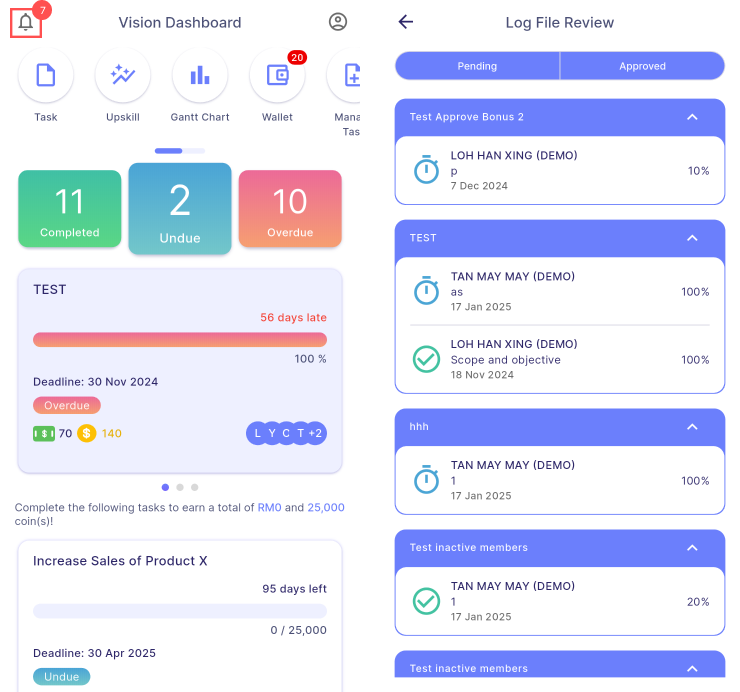 7
Vision Dashboard
20
Task
Upskill
Gantt Chart
Wallet
Mana
Tas
11
Completed
2
Undue
10
Overdue
TEST
56 days late
100 %
Deadline: 30 Nov 2024
Overdue
$ 70 $ 140
L Y C T +2
Complete the following tasks to earn a total of RM0 and 25,000
coin(s)!
Increase Sales of Product X
95 days left
0 / 25,000
Deadline: 30 Apr 2025
Undue
Log File Review
Pending
Approved
Test Approve Bonus 2
LOH HAN XING (DEMO)
p
10%
7 Dec 2024
TEST
TAN MAY MAY (DEMO)
as
100%
17 Jan 2025
LOH HAN XING (DEMO)
Scope and objective
100%
18 Nov 2024
hhh
TAN MAY MAY (DEMO)
1
100%
17 Jan 2025
Test inactive members
TAN MAY MAY (DEMO)
1
20%
17 Jan 2025
Test inactive members